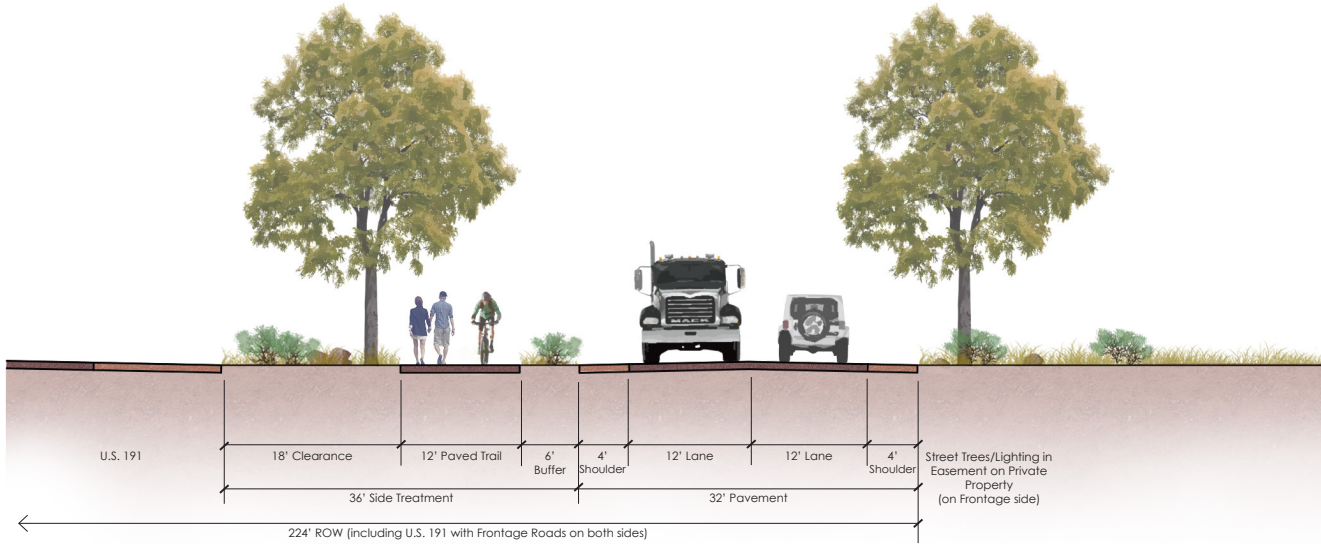 MACK
U.S. 191
18' Clearance
12' Paved Trail
6'
Buffer
4'
Shoulder
12' Lane
12' Lane
4'
Shoulder
Street Trees/Lighting in
Easement on Private
Property
(on Frontage side)
36' Side Treatment
32' Pavement
224' ROW (including U.S. 191 with Frontage Roads on both sides)